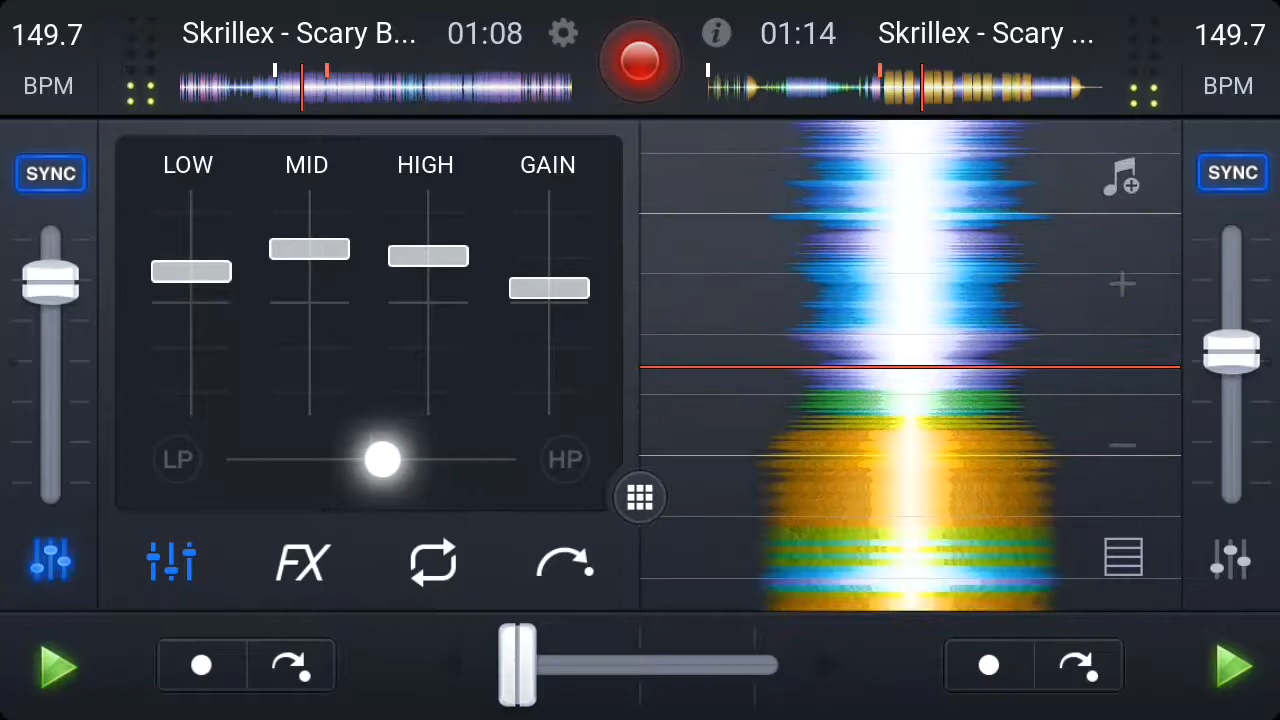 149.7
BPM
Skrillex - Scary B...
01:08
01:14
Skrillex - Scary ...
149.7
BPM
SYNC
LOW MID HIGH GAIN
SYNC
LP HP
FX